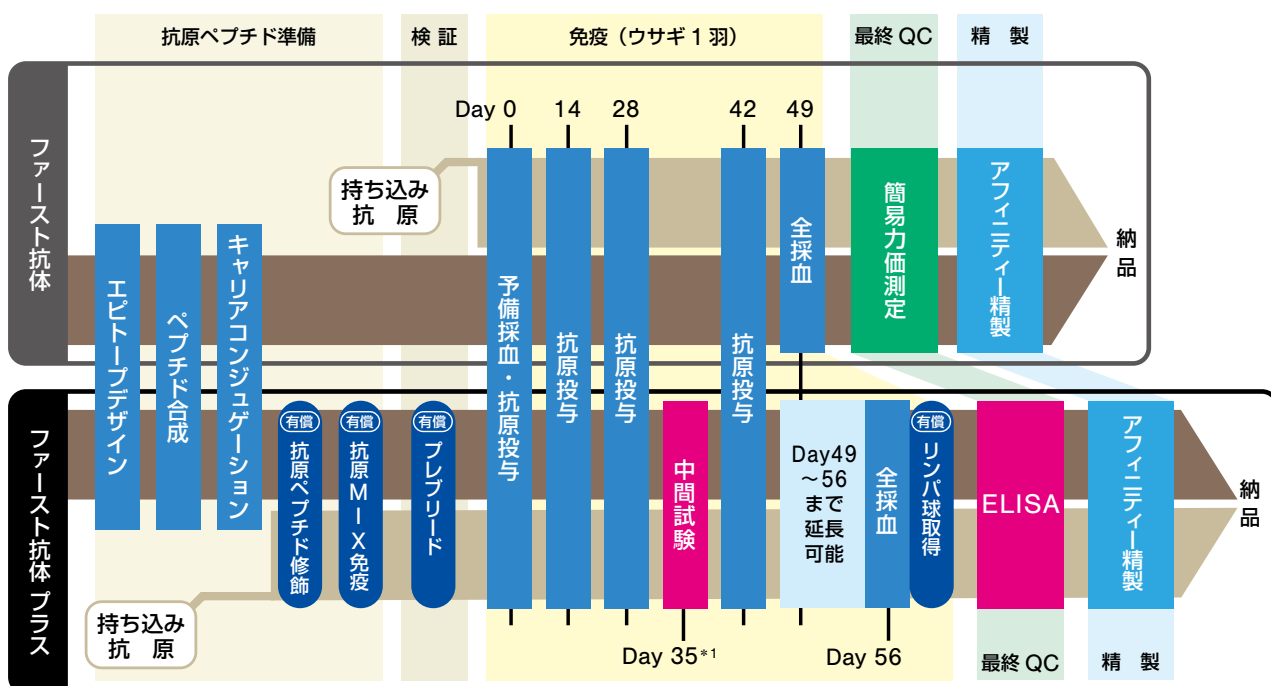 抗原ペプチド準備
検 証
免疫（ウサギ1羽）
最終 QC
精 製
ファースト抗体
Day 0
14
28
42
49
持ち込み
抗 原
エピトープデザイン
ペプチド合成
キャリアコンジュゲーション
予備採血・抗原投与
抗原投与
抗原投与
抗原投与
全採血
簡易力価測定
アフィニティー精製
納品
ファースト抗体 プラス
持ち込み
抗 原
有償
抗原ペプチド修飾
有償
抗原MIX免疫
有償
プレブリード
中間試験
Day49
～56
まで
延長
可能
全採血
有償
リンパ球取得
ELISA
アフィニティー精製
納品
Day 35*1
Day 56
最終 QC
精 製